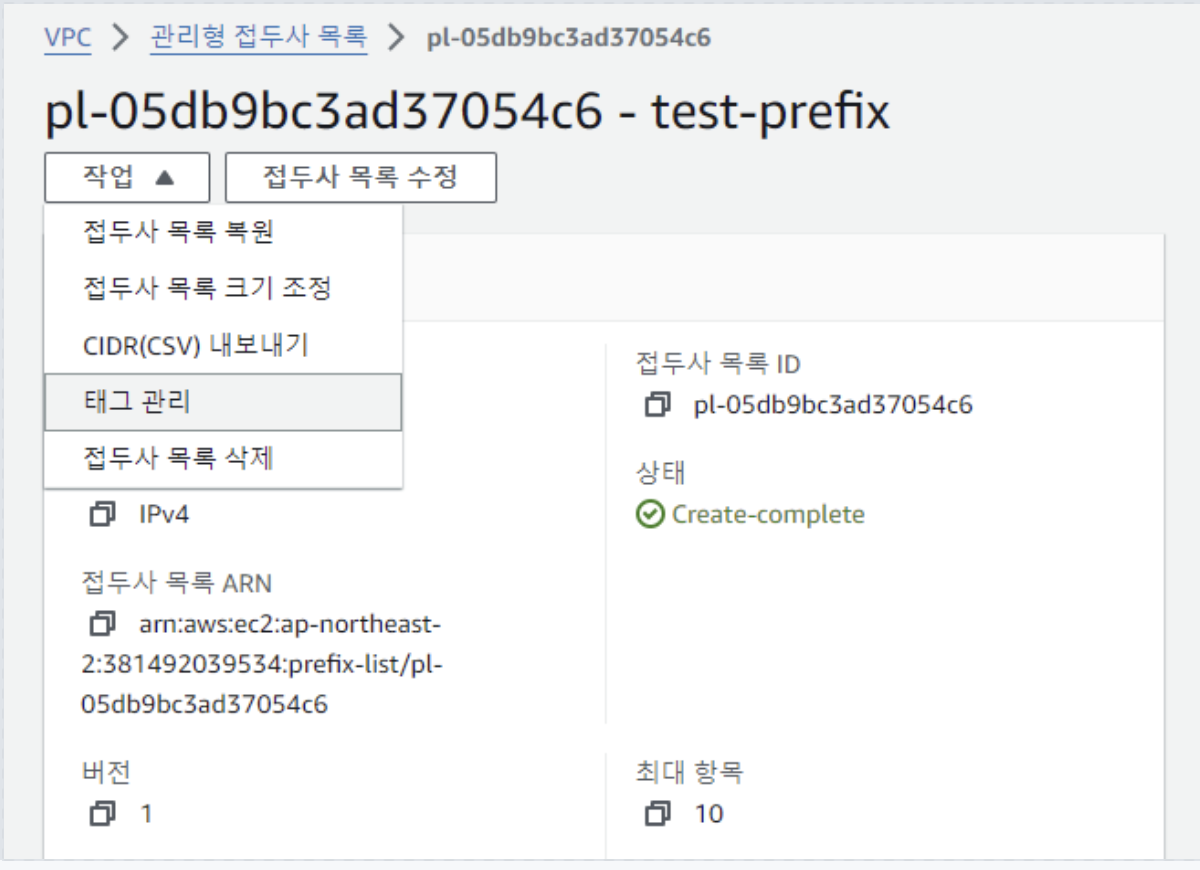 VPC > 관리형 접두사 목록 > pl-05db9bc3ad37054c6
pl-05db9bc3ad37054c6 - test-prefix
작업 ▲ 접두사 목록 수정
접두사 목록 복원
접두사 목록 크기 조정
CIDR(CSV) 내보내기
태그 관리
접두사 목록 삭제
IPv4
접두사 목록 ARN
arn:aws:ec2:ap-northeast-
2:381492039534:prefix-list/pl-
05db9bc3ad37054c6
접두사 목록 ID
pl-05db9bc3ad37054c6
상태
Create-complete
버전
1
최대 항목
10